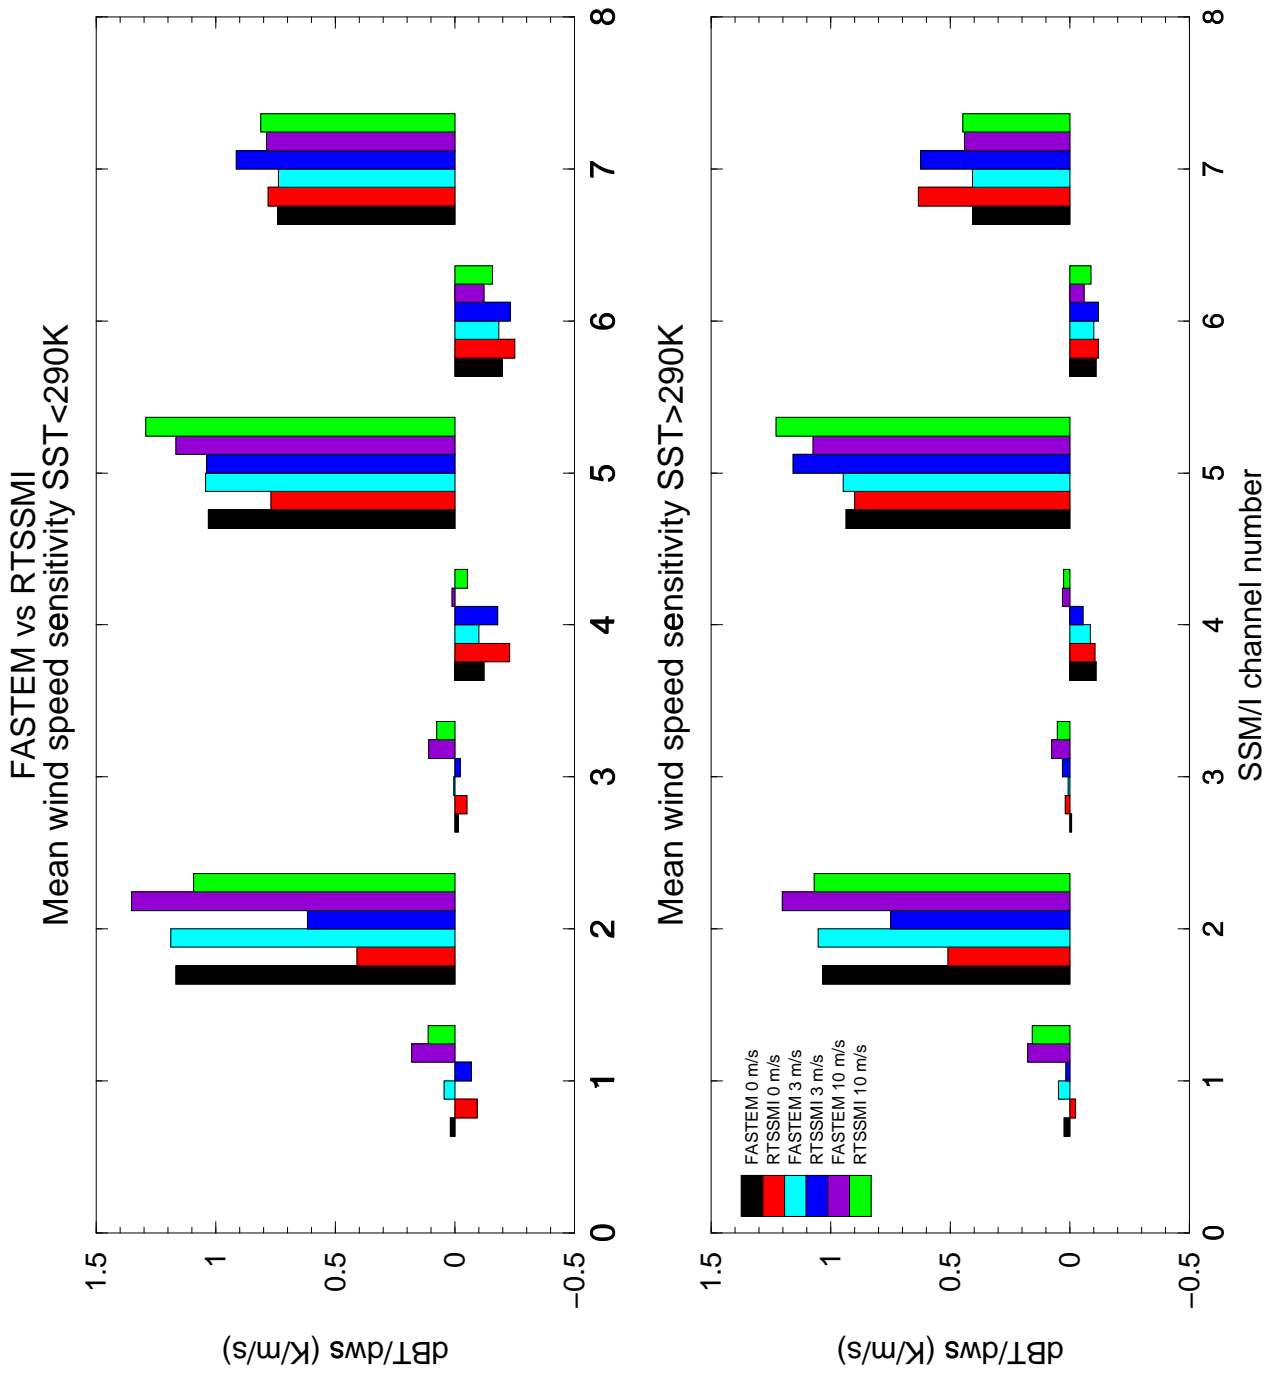 FASTEM vs RTSSMI
Mean wind speed sensitivity SST<290K
1.5
1
0.5
0
−0.5
dBT/dws (K/m/s)
0
1
2
3
4
5
6
7
8
Mean wind speed sensitivity SST>290K
1.5
1
0.5
0
−0.5
dBT/dws (K/m/s)
FASTEM 0 m/s
RTSSMI 0 m/s
FASTEM 3 m/s
RTSSMI 3 m/s
FASTEM 10 m/s
RTSSMI 10 m/s
0
1
2
3
4
5
6
7
8
SSM/I channel number